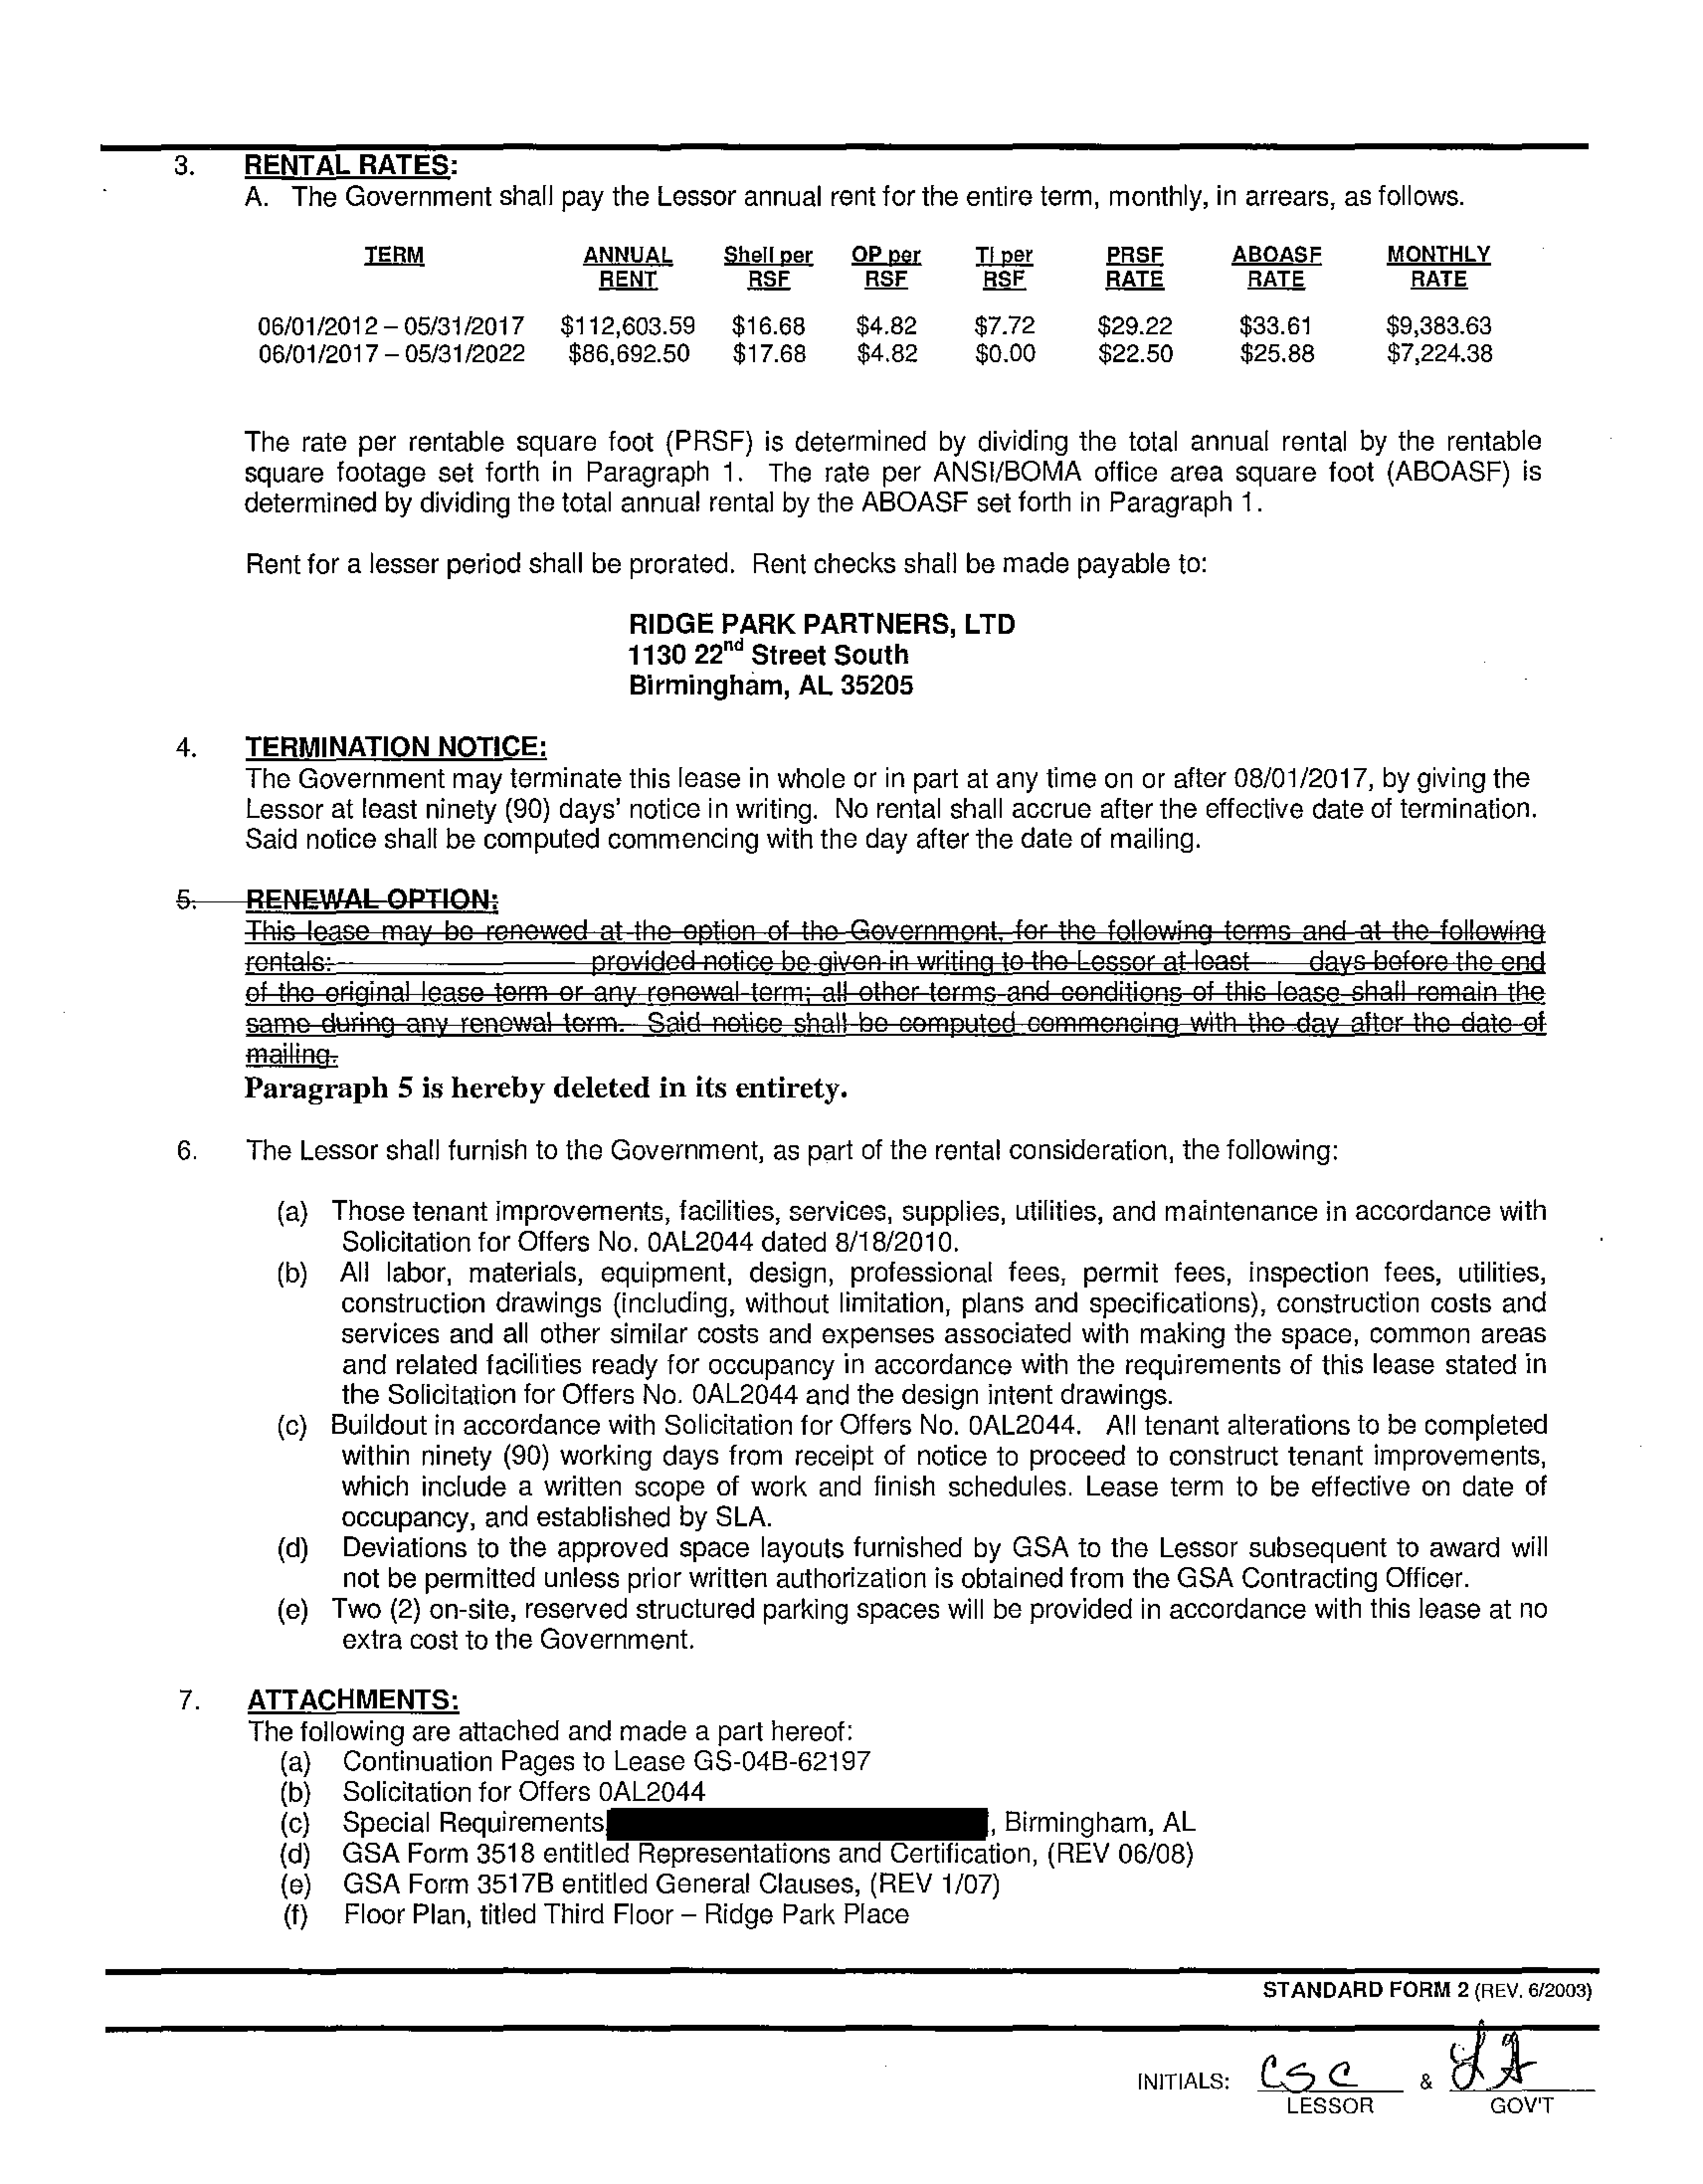 3. RENTAL RATES:
A. The Government shall pay the Lessor annual rent for the entire term, monthly, in arrears, as follows.
TERM ANNUAL RENT Shell per RSF OP per RSF TI per RSF PRSF RATE ABOASF RATE MONTHLY RATE
06/01/2012 – 05/31/2017 $112,603.59 $16.68 $4.82 $7.72 $29.22 $33.61 $9,383.63
06/01/2017 – 05/31/2022 $86,692.50 $17.68 $4.82 $0.00 $22.50 $25.88 $7,224.38
The rate per rentable square foot (PRSF) is determined by dividing the total annual rental by the rentable
square footage set forth in Paragraph 1. The rate per ANSI/BOMA office area square foot (ABOASF) is
determined by dividing the total annual rental by the ABOASF set forth in Paragraph 1.
Rent for a lesser period shall be prorated. Rent checks shall be made payable to:
RIDGE PARK PARTNERS, LTD
1130 22nd Street South
Birmingham, AL 35205
4. TERMINATION NOTICE:
The Government may terminate this lease in whole or in part at any time on or after 08/01/2017, by giving the
Lessor at least ninety (90) days' notice in writing. No rental shall accrue after the effective date of termination.
Said notice shall be computed commencing with the day after the date of mailing.
5. RENEWAL OPTION:
This lease may be renewed at the option of the Government, for the following terms and at the following
rentals: provided notice be given in writing to the Lessor at least days before the end
of the original lease term or any renewal term; all other terms and conditions of this lease shall remain the
same during any renewal term. Said notice shall be computed commencing with the day after the date of
mailing.
Paragraph 5 is hereby deleted in its entirety.
6. The Lessor shall furnish to the Government, as part of the rental consideration, the following:
(a) Those tenant improvements, facilities, services, supplies, utilities, and maintenance in accordance with
Solicitation for Offers No. 0AL2044 dated 8/18/2010.
(b) All labor, materials, equipment, design, professional fees, permit fees, inspection fees, utilities,
construction drawings (including, without limitation, plans and specifications), construction costs and
services and all other similar costs and expenses associated with making the space, common areas
and related facilities ready for occupancy in accordance with the requirements of this lease stated in
the Solicitation for Offers No. 0AL2044 and the design intent drawings.
(c) Buildout in accordance with Solicitation for Offers No. 0AL2044. All tenant alterations to be completed
within ninety (90) working days from receipt of notice to proceed to construct tenant improvements,
which include a written scope of work and finish schedules. Lease term to be effective on date of
occupancy, and established by SLA.
(d) Deviations to the approved space layouts furnished by GSA to the Lessor subsequent to award will
not be permitted unless prior written authorization is obtained from the GSA Contracting Officer.
(e) Two (2) on-site, reserved structured parking spaces will be provided in accordance with this lease at no
extra cost to the Government.
7. ATTACHMENTS:
The following are attached and made a part hereof:
(a) Continuation Pages to Lease GS-04B-62197
(b) Solicitation for Offers 0AL2044
(c) Special Requirements , Birmingham, AL
(d) GSA Form 3518 entitled Representations and Certification, (REV 06/08)
(e) GSA Form 3517B entitled General Clauses, (REV 1/07)
(f) Floor Plan, titled Third Floor – Ridge Park Place
STANDARD FORM 2 (REV. 6/2003)
INITIALS: CSC &
LESSOR GOV'T